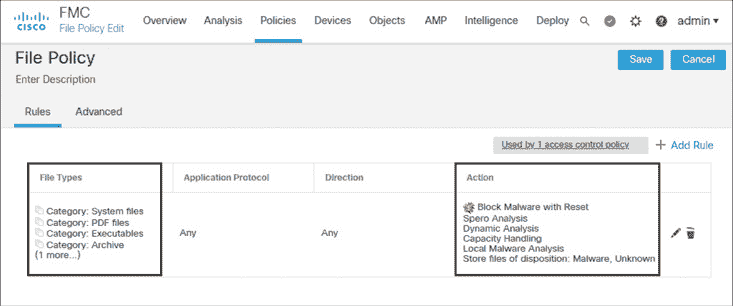 CISCO
FMC
File Policy Edit
Overview Analysis Policies Devices Objects AMP Intelligence Deploy admin
File Policy
Enter Description
Save Cancel
Rules Advanced
Used by 1 access control policy + Add Rule
File Types Application Protocol Direction Action
Category: System files
Category: PDF files
Category: Executables
Category: Archive
(1 more...)
Any
Any
Block Malware with Reset
Spero Analysis
Dynamic Analysis
Capacity Handling
Local Malware Analysis
Store files of disposition: Malware, Unknown